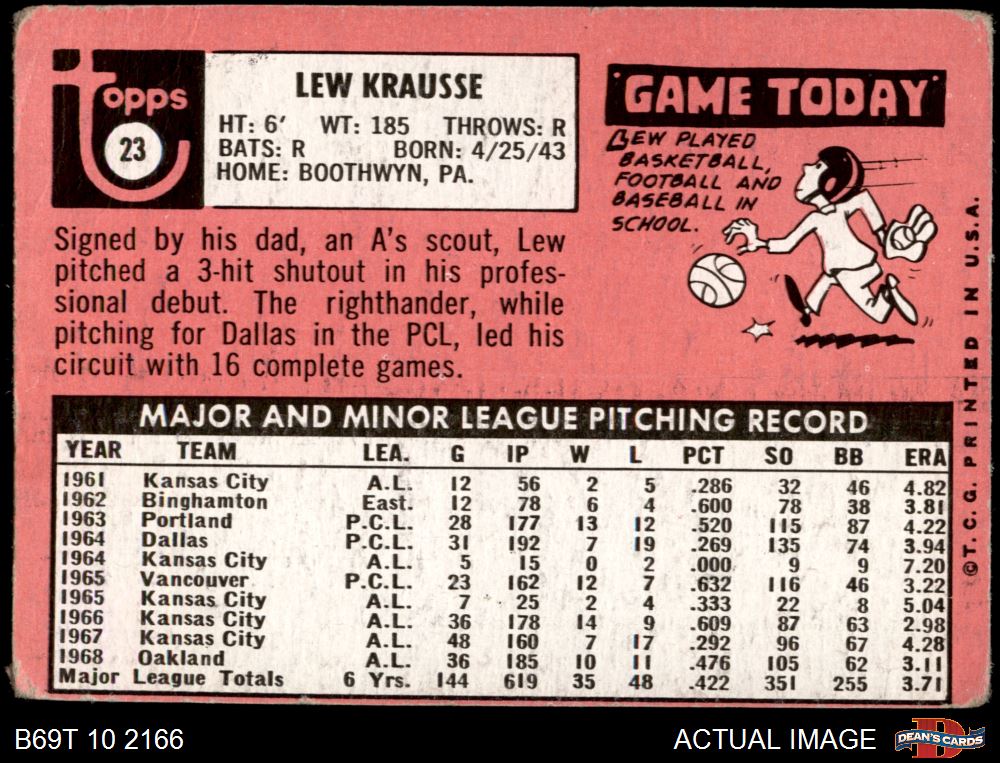 Topps
23
LEW KRAUSSE
HT: 6' WT: 185 THROWS: R
BATS: R BORN: 4/25/43
HOME: BOOTHWYN, PA.
Signed by his dad, an A's scout, Lew
pitched a 3-hit shutout in his profes-
sional debut. The righthander, while
pitching for Dallas in the PCL, led his
circuit with 16 complete games.
GAME TODAY
LEW PLAYED
BASKETBALL,
FOOTBALL AND
BASEBALL IN
SCHOOL.
©T.C.G. PRINTED IN U.S.A.
MAJOR AND MINOR LEAGUE PITCHING RECORD
YEAR TEAM LEA. G IP W L PCT SO BB ERA
1961 Kansas City A.L. 12 56 2 5 .286 32 46 4.82
1962 Binghamton East. 12 78 6 4 .600 78 38 3.81
1963 Portland P.C.L. 28 177 13 12 .520 115 87 4.22
1964 Dallas P.C.L. 31 192 7 19 .269 135 74 3.94
1964 Kansas City A.L. 5 15 0 2 .000 9 9 7.20
1965 Vancouver P.C.L. 23 162 12 7 .632 116 46 3.22
1965 Kansas City A.L. 7 25 2 4 .333 22 8 5.04
1966 Kansas City A.L. 36 178 14 9 .609 87 63 2.98
1967 Kansas City A.L. 48 160 7 17 .292 96 67 4.28
1968 Oakland A.L. 36 185 10 11 .476 105 62 3.11
Major League Totals 6 Yrs. 144 619 35 48 .422 351 255 3.71
B69T 10 2166
ACTUAL IMAGE
DEAN'S CARDS